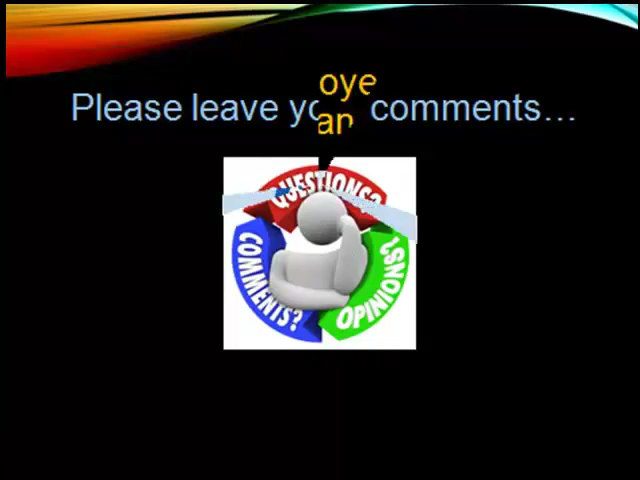 oye
Please leave yo comments…
an
QUESTIONS?
COMMENTS?
OPINIONS?